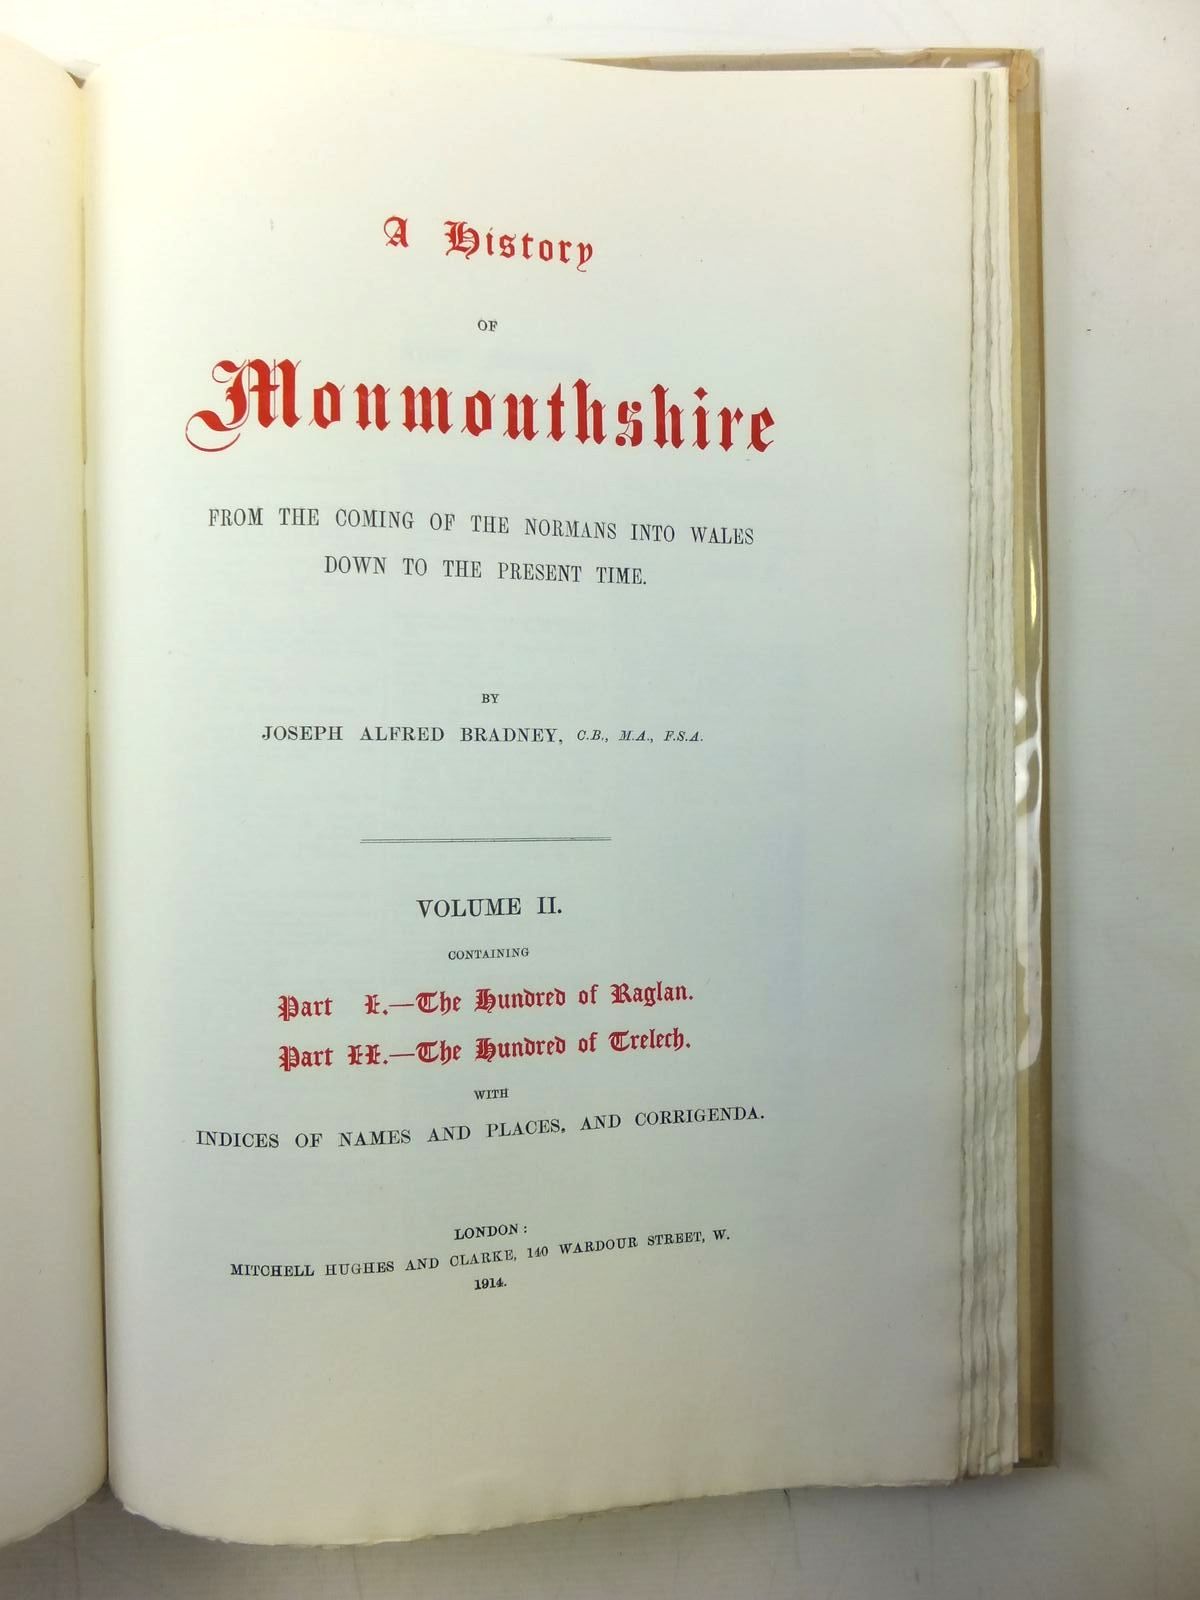 A History
OF
Monmouthshire
FROM THE COMING OF THE NORMANS INTO WALES
DOWN TO THE PRESENT TIME.
BY
JOSEPH ALFRED BRADNEY, C.B., M.A., F.S.A.
VOLUME II.
CONTAINING
Part I.—The Hundred of Raglan.
Part II.—The Hundred of Trelech.
WITH
INDICES OF NAMES AND PLACES, AND CORRIGENDA.
LONDON:
MITCHELL HUGHES AND CLARKE, 140 WARDOUR STREET, W.
1914.